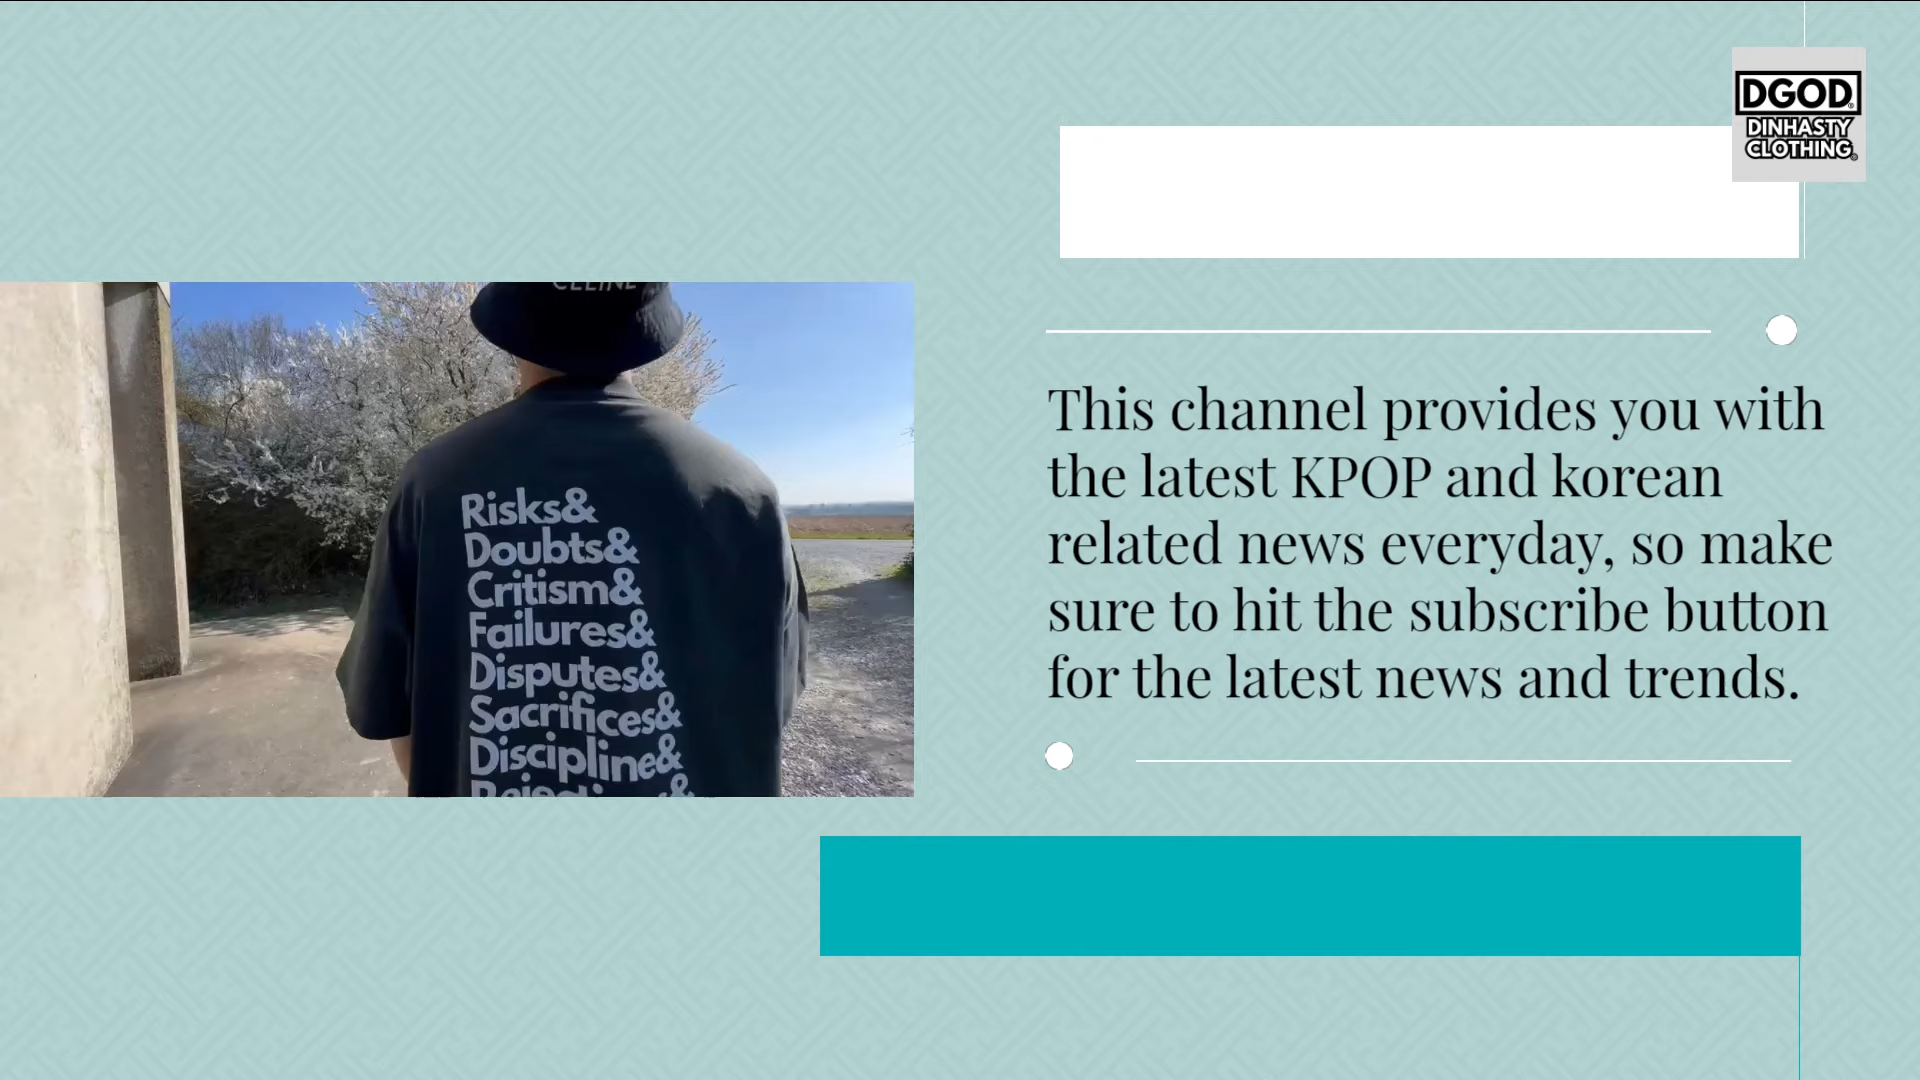 DGOD®
DINHASTY
CLOTHING®
CELINE
Risks&
Doubts&
Critism&
Failures&
Disputes&
Sacrifices&
Discipline&
This channel provides you with
the latest KPOP and korean
related news everyday, so make
sure to hit the subscribe button
for the latest news and trends.